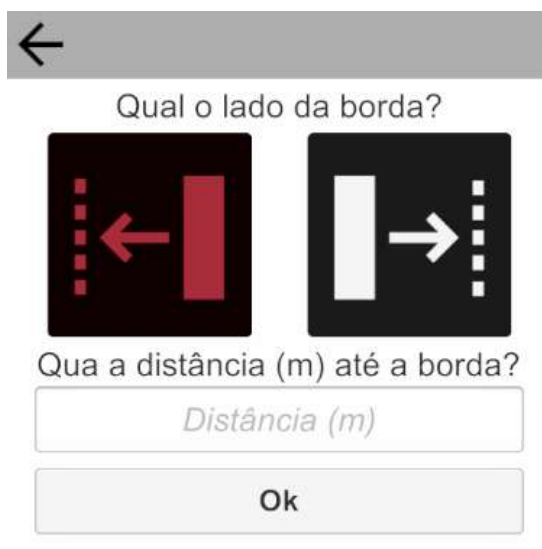 Qual o lado da borda?
Qua a distância (m) até a borda?
Distância (m)
Ok